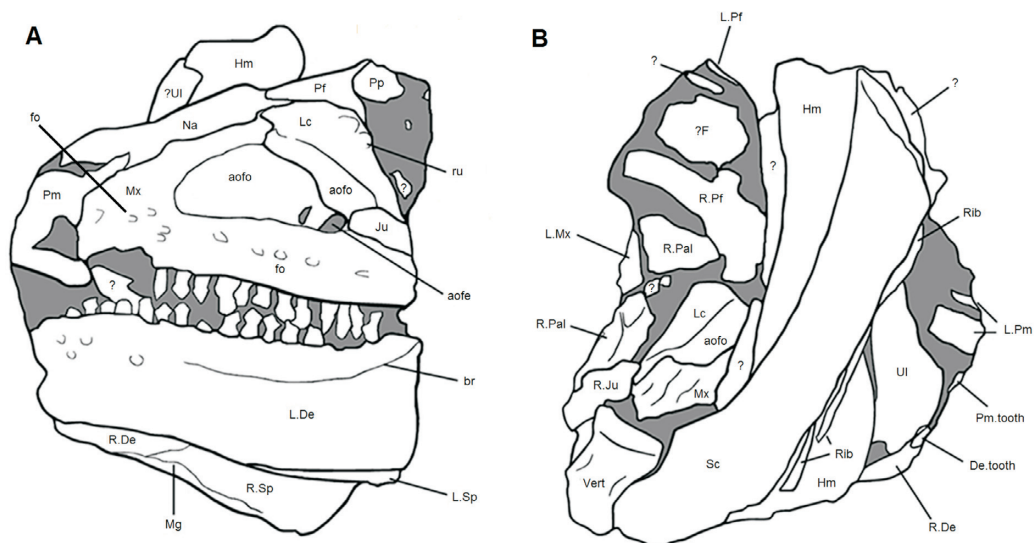 A
Hm
?Ul
Pf
Pp
fo
Na
Lc
ru
aofo
aofo
?
Pm
Mx
Ju
fo
aofe
?
br
L.De
R.De
R.Sp
L.Sp
Mg
B
L.Pf
?
Hm
?
?F
?
R.Pf
Rib
L.Mx
R.Pal
?
L.Pm
Lc
R.Pal
aofo
?
Ul
R.Ju
Mx
Pm.tooth
Sc
Rib
De.tooth
Vert
Hm
R.De